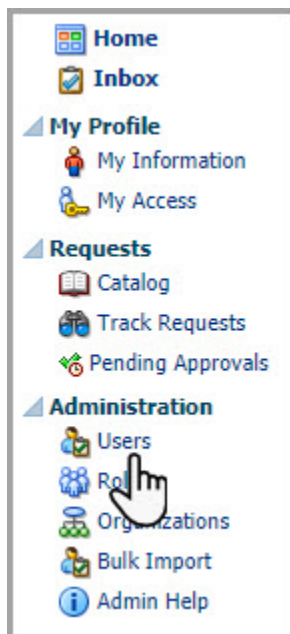 Home
Inbox
My Profile
My Information
My Access
Requests
Catalog
Track Requests
Pending Approvals
Administration
Users
Organizations
Bulk Import
Admin Help